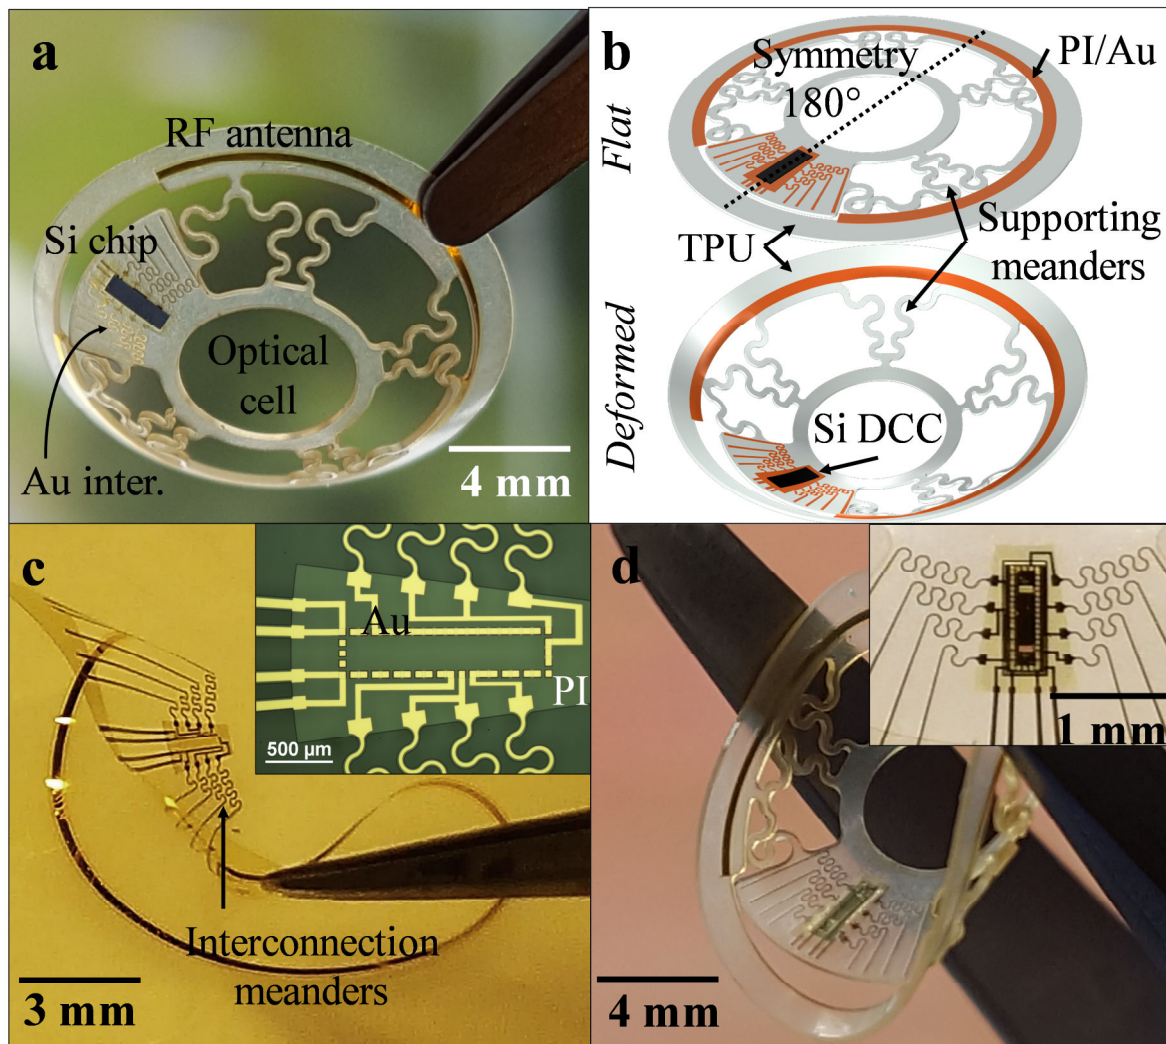 a
RF antenna
Si chip
Optical
cell
Au inter.
4 mm
b
Symmetry
180°
PI/Au
Flat
TPU
Supporting
meanders
Deformed
Si DCC
c
Au
PI
500 µm
Interconnection
meanders
3 mm
d
1 mm
4 mm